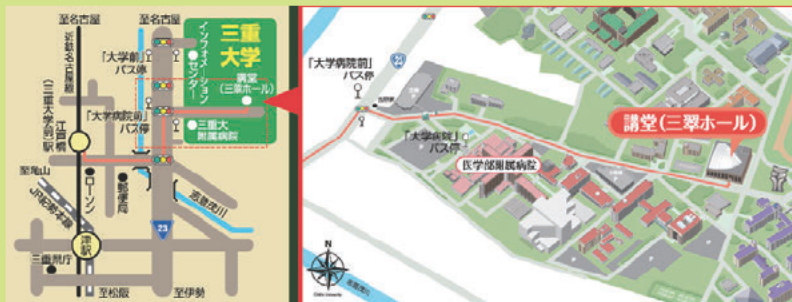 至名古屋
至名古屋
近鉄名古屋線
江戸橋
(三重大学前)駅
「大学前」
バス停
「大学病院前」
バス停
インフォメーション
センター
三重
大学
講堂
(三翠ホール)
三重大
附属病院
至亀山
JR紀勢本線
ローソン
郵便局
志登茂川
23
津駅
三重県庁
至松阪
至伊勢
「大学病院前」
バス停
23
「大学病院」
バス停
医学部附属病院
講堂(三翠ホール)
N
志登茂川